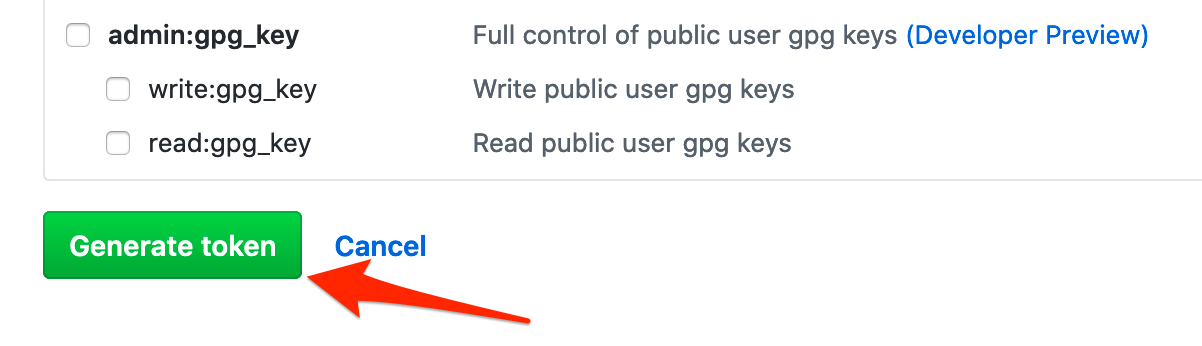 admin:gpg_key Full control of public user gpg keys (Developer Preview)
write:gpg_key Write public user gpg keys
read:gpg_key Read public user gpg keys
Generate token Cancel